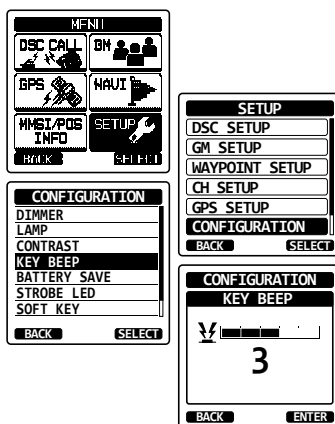 MENU
DSC CALL GM
GPS NAVI
MMSI/POS INFO SETUP
BACK SELECT
SETUP
DSC SETUP
GM SETUP
WAYPOINT SETUP
CH SETUP
GPS SETUP
CONFIGURATION
BACK SELECT
CONFIGURATION
DIMMER
LAMP
CONTRAST
KEY BEEP
BATTERY SAVE
STROBE LED
SOFT KEY
BACK SELECT
CONFIGURATION
KEY BEEP
3
BACK ENTER